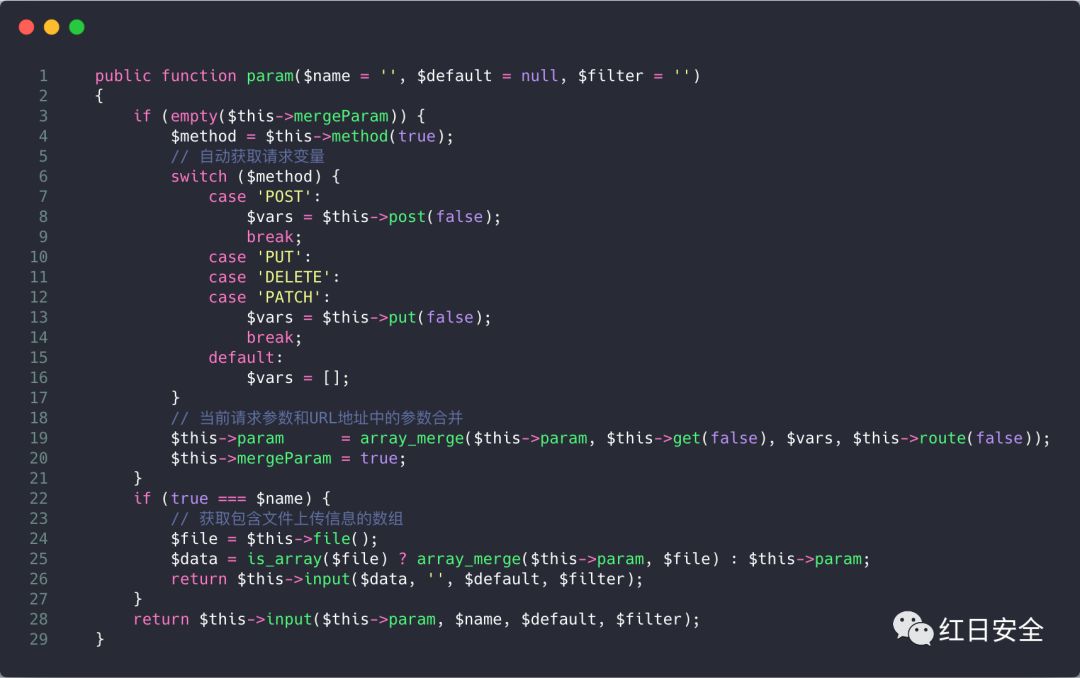 1 public function param($name = '', $default = null, $filter = '')
2 {
3 if (empty($this->mergeParam)) {
4 $method = $this->method(true);
5 // 自动获取请求变量
6 switch ($method) {
7 case 'POST':
8 $vars = $this->post(false);
9 break;
10 case 'PUT':
11 case 'DELETE':
12 case 'PATCH':
13 $vars = $this->put(false);
14 break;
15 default:
16 $vars = [];
17 }
18 // 当前请求参数和URL地址中的参数合并
19 $this->param = array_merge($this->param, $this->get(false), $vars, $this->route(false));
20 $this->mergeParam = true;
21 }
22 if (true === $name) {
23 // 获取包含文件上传信息的数组
24 $file = $this->file();
25 $data = is_array($file) ? array_merge($this->param, $file) : $this->param;
26 return $this->input($data, '', $default, $filter);
27 }
28 return $this->input($this->param, $name, $default, $filter);
29 }
红日安全